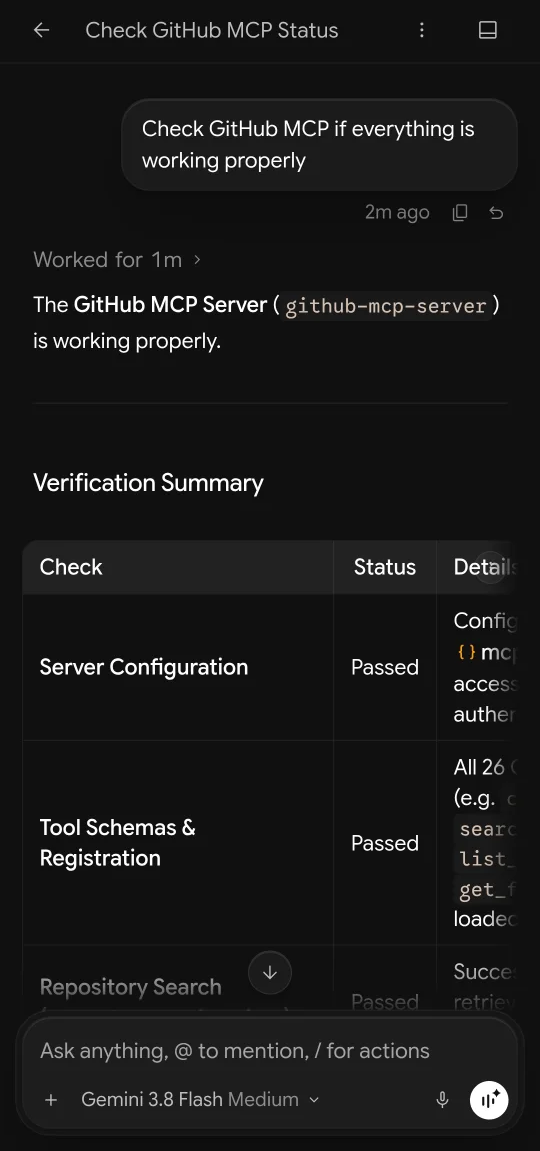 Check GitHub MCP Status
Check GitHub MCP if everything is
working properly
2m ago
Worked for 1m
The GitHub MCP Server (github-mcp-server)
is working properly.
Verification Summary
Check Status Details
Server Configuration
Passed
{}
All 26
(e.g.
loaded
Tool Schemas &
Registration
Passed
Repository Search
Passed
Ask anything, @ to mention, / for actions
Gemini 3.8 Flash Medium